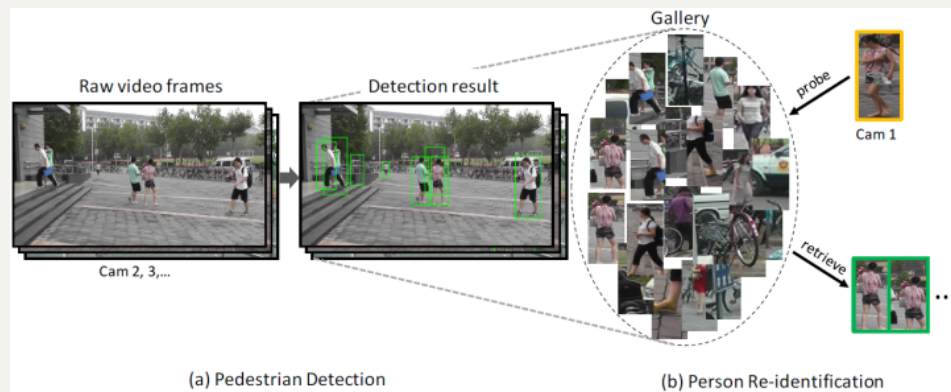 Gallery
Raw video frames
Detection result
probe
Cam 1
retrieve
...
Cam 2, 3,...
(a) Pedestrian Detection
(b) Person Re-identification